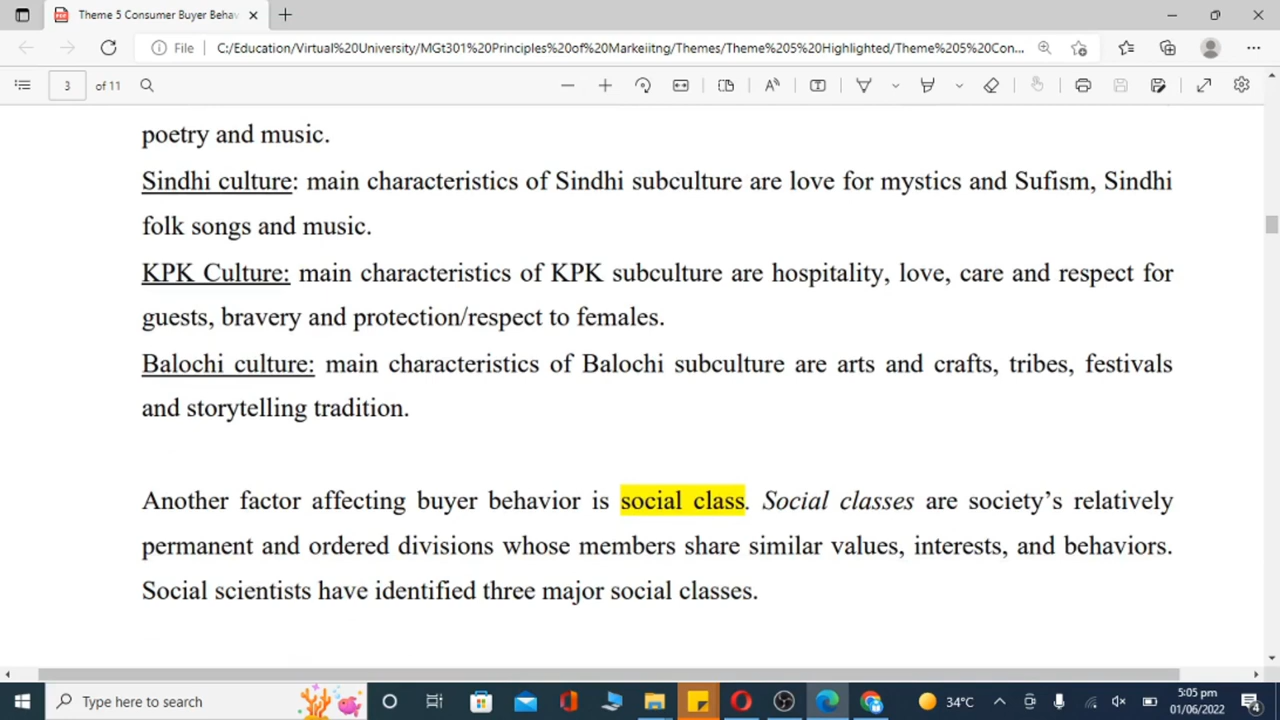 Theme 5 Consumer Buyer Beha
File
C:/Education/Virtual%20University/MGt301%20Principles%20of%20Markeiitng/Themes/Theme%205%20Highlighted/Theme%205%20Con...
3 of 11
poetry and music.
Sindhi culture: main characteristics of Sindhi subculture are love for mystics and Sufism, Sindhi
folk songs and music.
KPK Culture: main characteristics of KPK subculture are hospitality, love, care and respect for
guests, bravery and protection/respect to females.
Balochi culture: main characteristics of Balochi subculture are arts and crafts, tribes, festivals
and storytelling tradition.
Another factor affecting buyer behavior is social class. Social classes are society’s relatively
permanent and ordered divisions whose members share similar values, interests, and behaviors.
Social scientists have identified three major social classes.
Type here to search
34°C
5:05 pm
01/06/2022
4